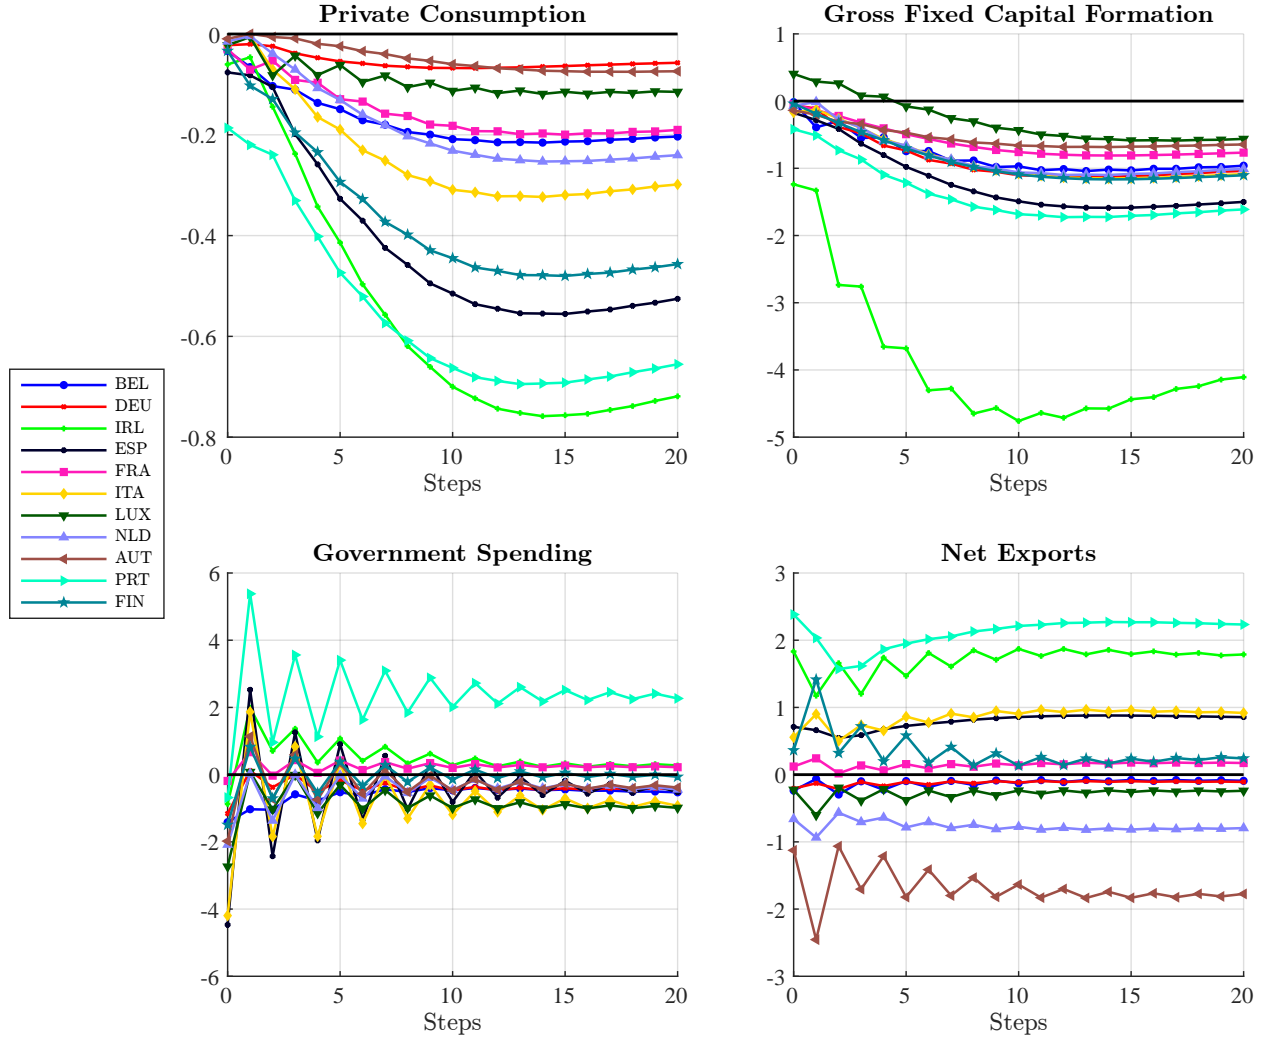 Private Consumption
0
-0.2
-0.4
-0.6
-0.8
0 5 10 15 20
Steps
Gross Fixed Capital Formation
1
0
-1
-2
-3
-4
-5
0 5 10 15 20
Steps
BEL
DEU
IRL
ESP
FRA
ITA
LUX
NLD
AUT
PRT
FIN
Government Spending
6
4
2
0
-2
-4
-6
0 5 10 15 20
Steps
Net Exports
3
2
1
0
-1
-2
-3
0 5 10 15 20
Steps